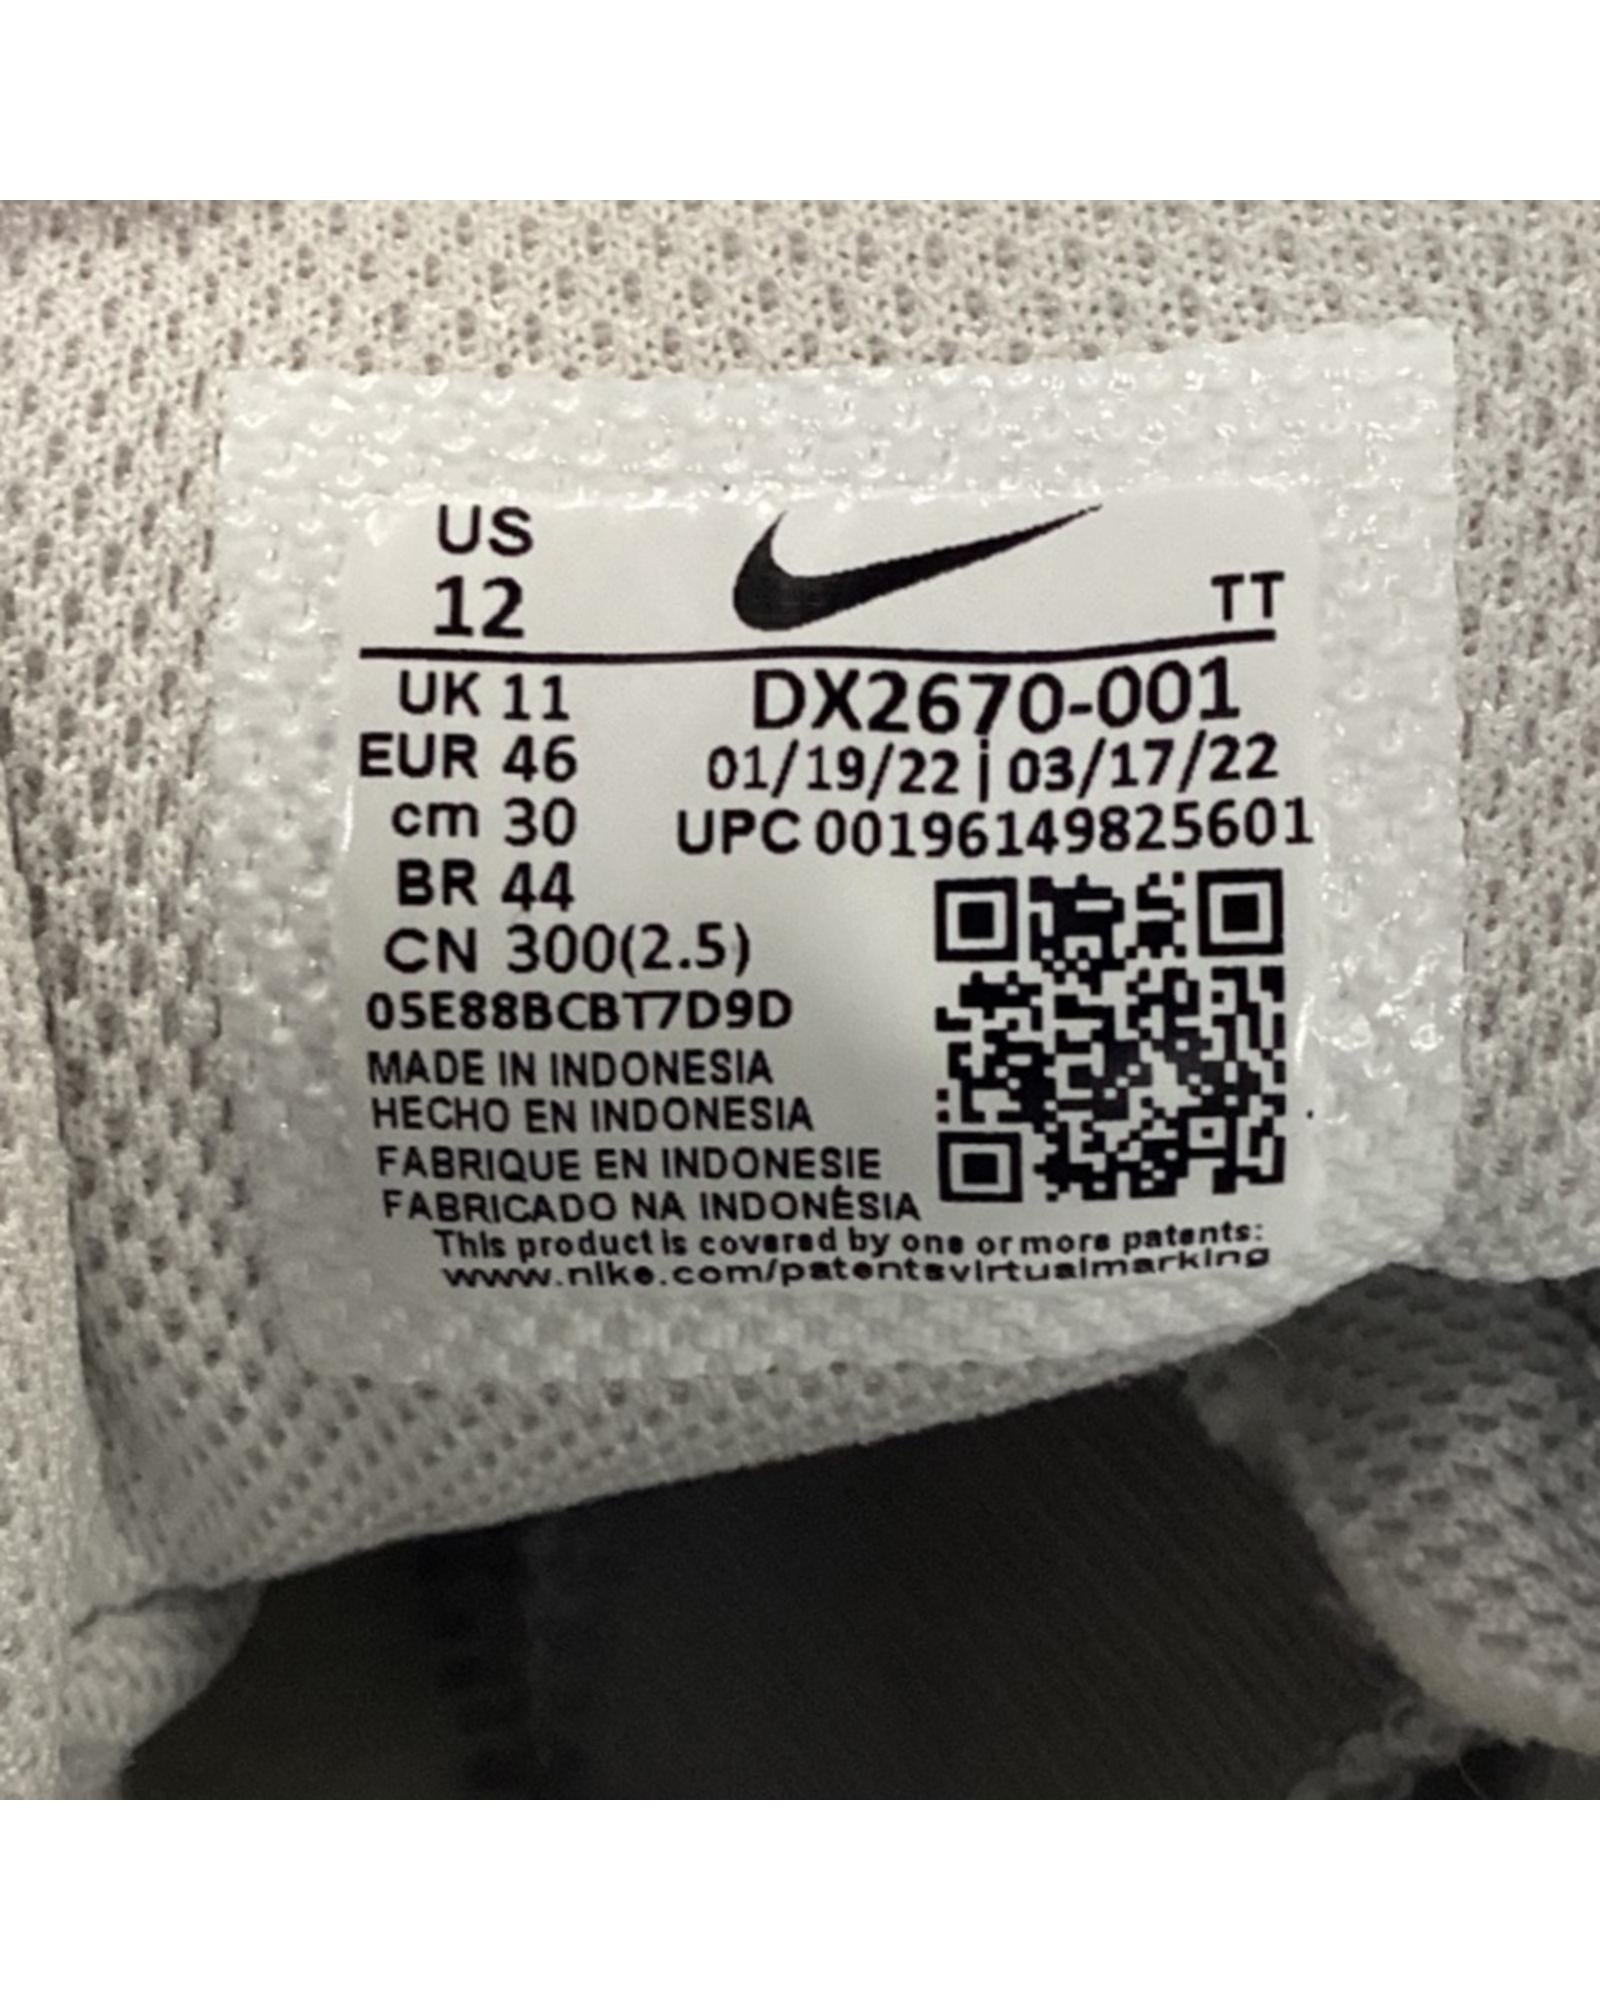 US
12
TT
UK 11
EUR 46
cm 30
BR 44
CN 300(2.5)
DX2670-001
01/19/22 | 03/17/22
UPC 00196149825601
05E88BCBT7D9D
MADE IN INDONESIA
HECHO EN INDONESIA
FABRIQUE EN INDONESIE
FABRICADO NA INDONÉSIA
This product is covered by one or more patents:
www.nike.com/patentsvirtualmarking